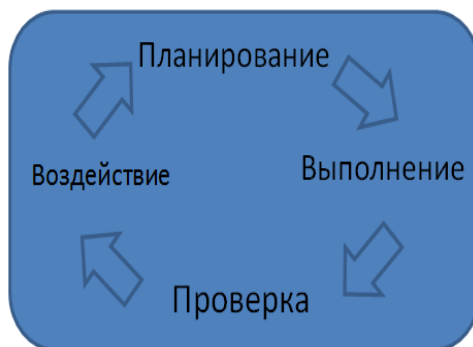 Планирование
Выполнение
Проверка
Воздействие